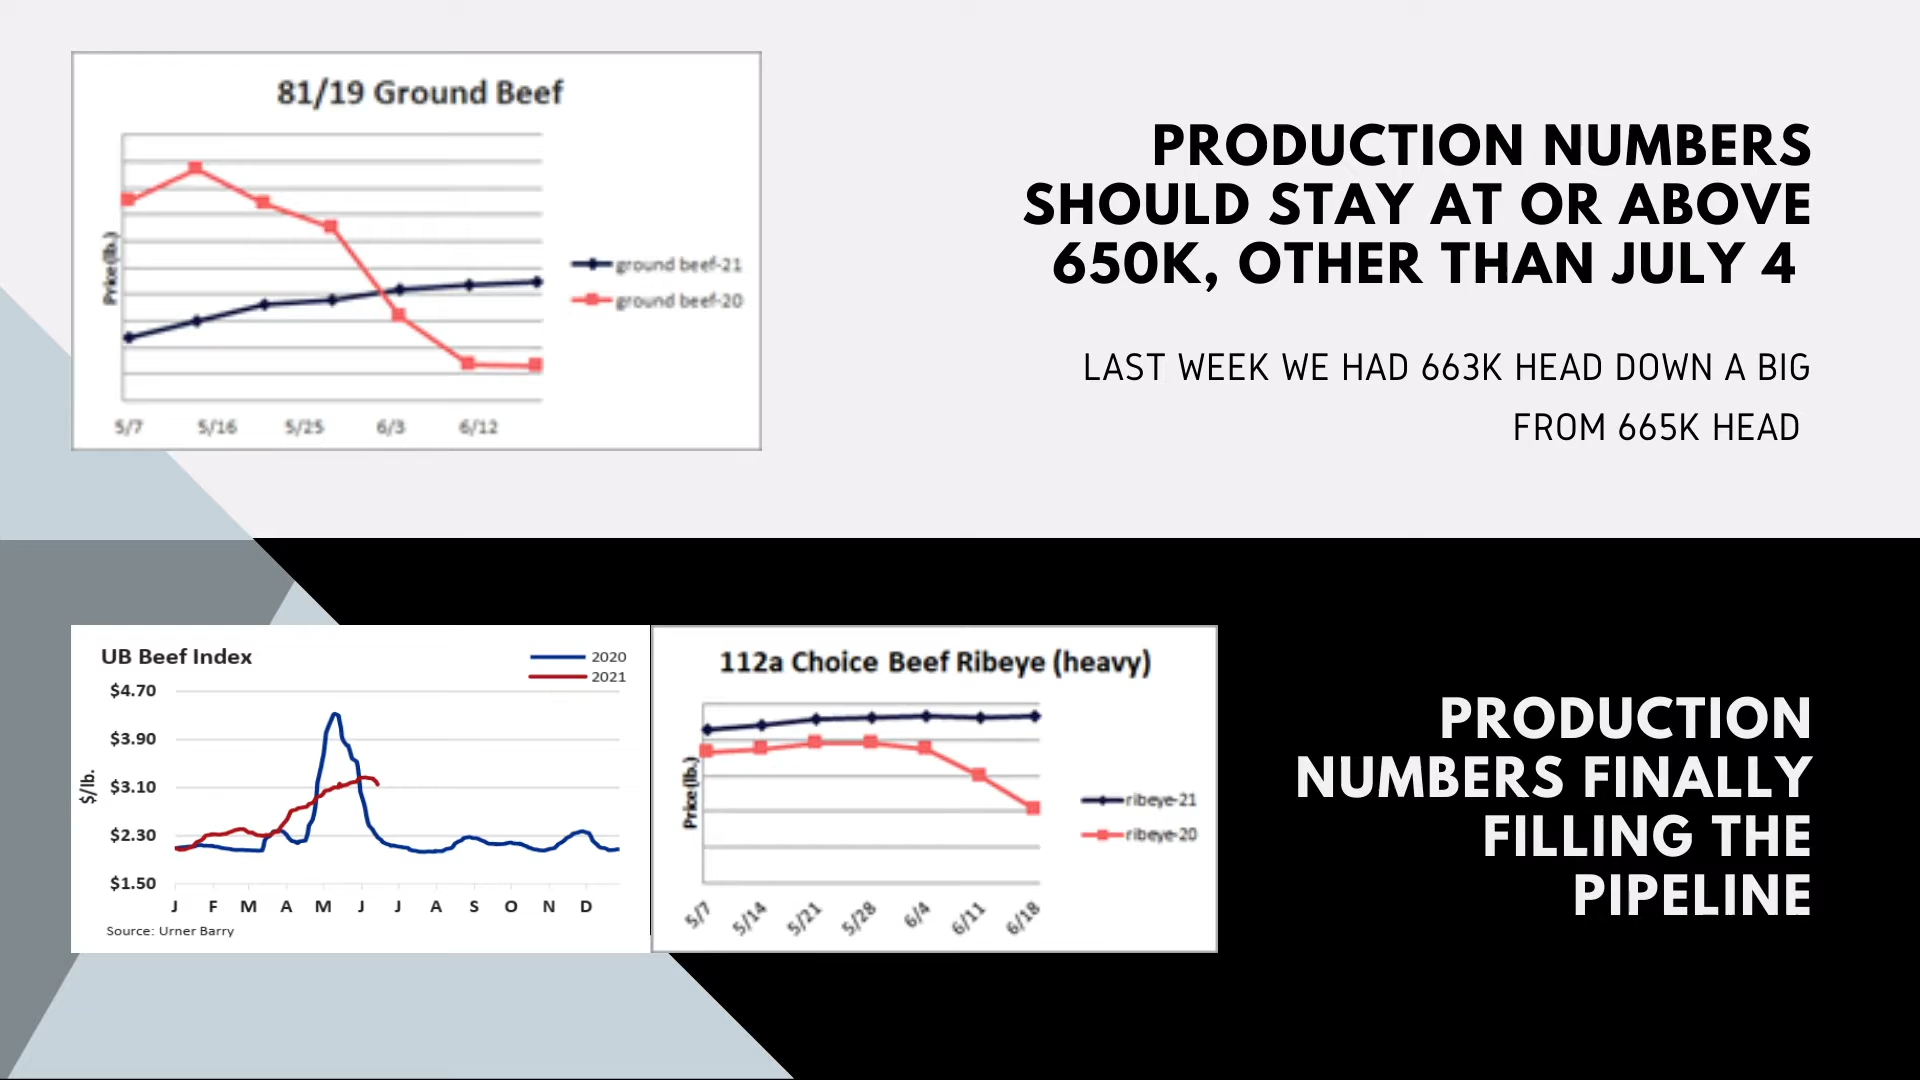 81/19 Ground Beef
Price(lb.)
ground beef-21
ground beef-20
5/7 5/16 5/25 6/3 6/12
PRODUCTION NUMBERS
SHOULD STAY AT OR ABOVE
650K, OTHER THAN JULY 4
LAST WEEK WE HAD 663K HEAD DOWN A BIG
FROM 665K HEAD
UB Beef Index
2020
2021
$/lb.
$4.70
$3.90
$3.10
$2.30
$1.50
J F M A M J J A S O N D
Source: Urner Barry
112a Choice Beef Ribeye (heavy)
Price(lb.)
ribeye-21
ribeye-20
5/7 5/14 5/21 5/28 6/4 6/11 6/18
PRODUCTION
NUMBERS FINALLY
FILLING THE
PIPELINE